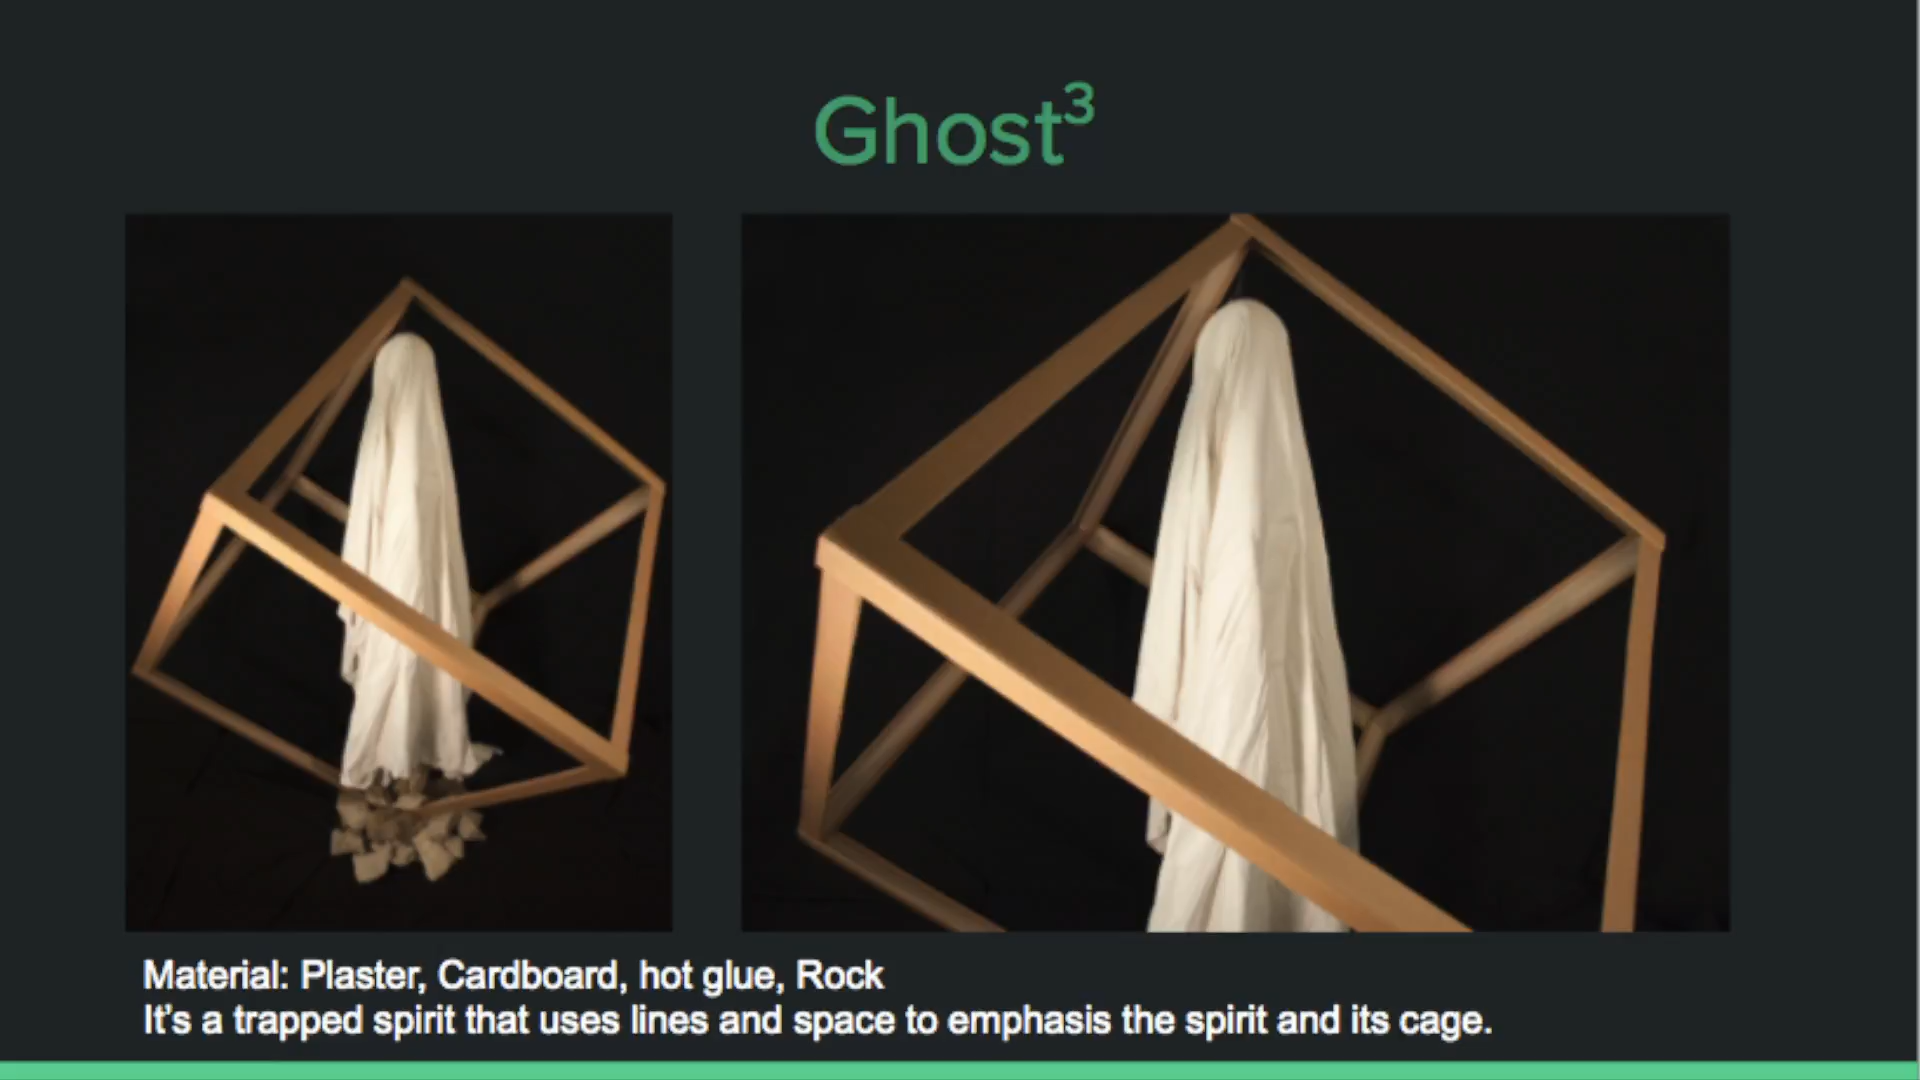 Ghost³
Material: Plaster, Cardboard, hot glue, Rock
It's a trapped spirit that uses lines and space to emphasis the spirit and its cage.